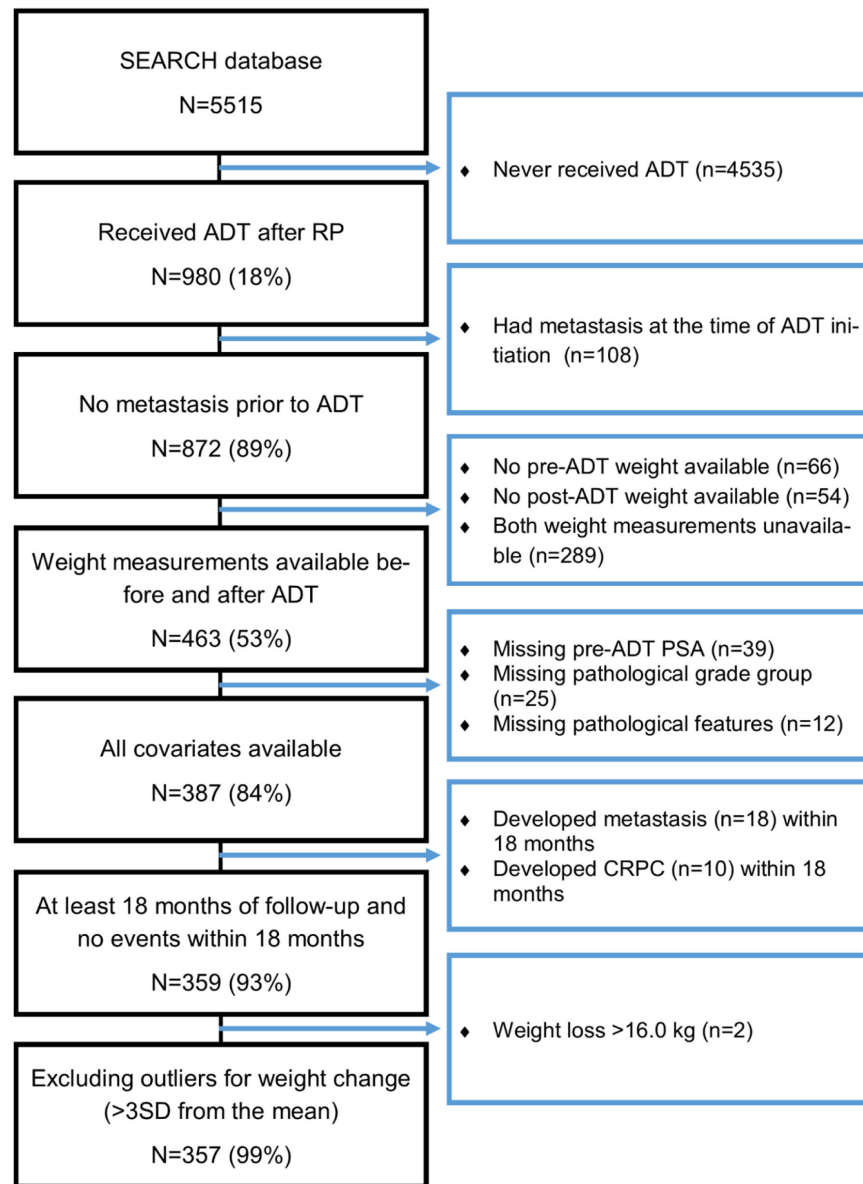 SEARCH database
N=5515
♦ Never received ADT (n=4535)
Received ADT after RP
N=980 (18%)
♦ Had metastasis at the time of ADT ini-
tiation (n=108)
No metastasis prior to ADT
N=872 (89%)
♦ No pre-ADT weight available (n=66)
♦ No post-ADT weight available (n=54)
♦ Both weight measurements unavaila-
ble (n=289)
Weight measurements available be-
fore and after ADT
N=463 (53%)
♦ Missing pre-ADT PSA (n=39)
♦ Missing pathological grade group
(n=25)
♦ Missing pathological features (n=12)
All covariates available
N=387 (84%)
♦ Developed metastasis (n=18) within
18 months
♦ Developed CRPC (n=10) within 18
months
At least 18 months of follow-up and
no events within 18 months
N=359 (93%)
♦ Weight loss >16.0 kg (n=2)
Excluding outliers for weight change
(>3SD from the mean)
N=357 (99%)